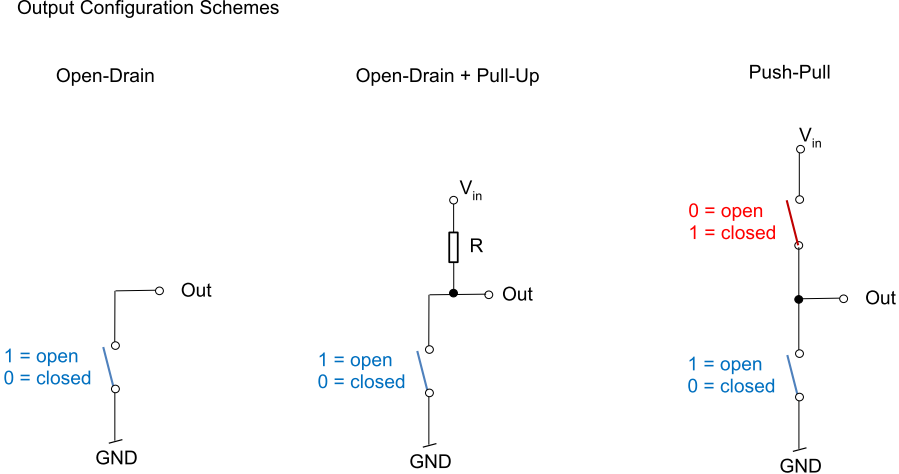 Output Configuration Schemes
Open-Drain
Out
1 = open
0 = closed
GND
Open-Drain + Pull-Up
Vin
R
Out
1 = open
0 = closed
GND
Push-Pull
Vin
0 = open
1 = closed
Out
1 = open
0 = closed
GND